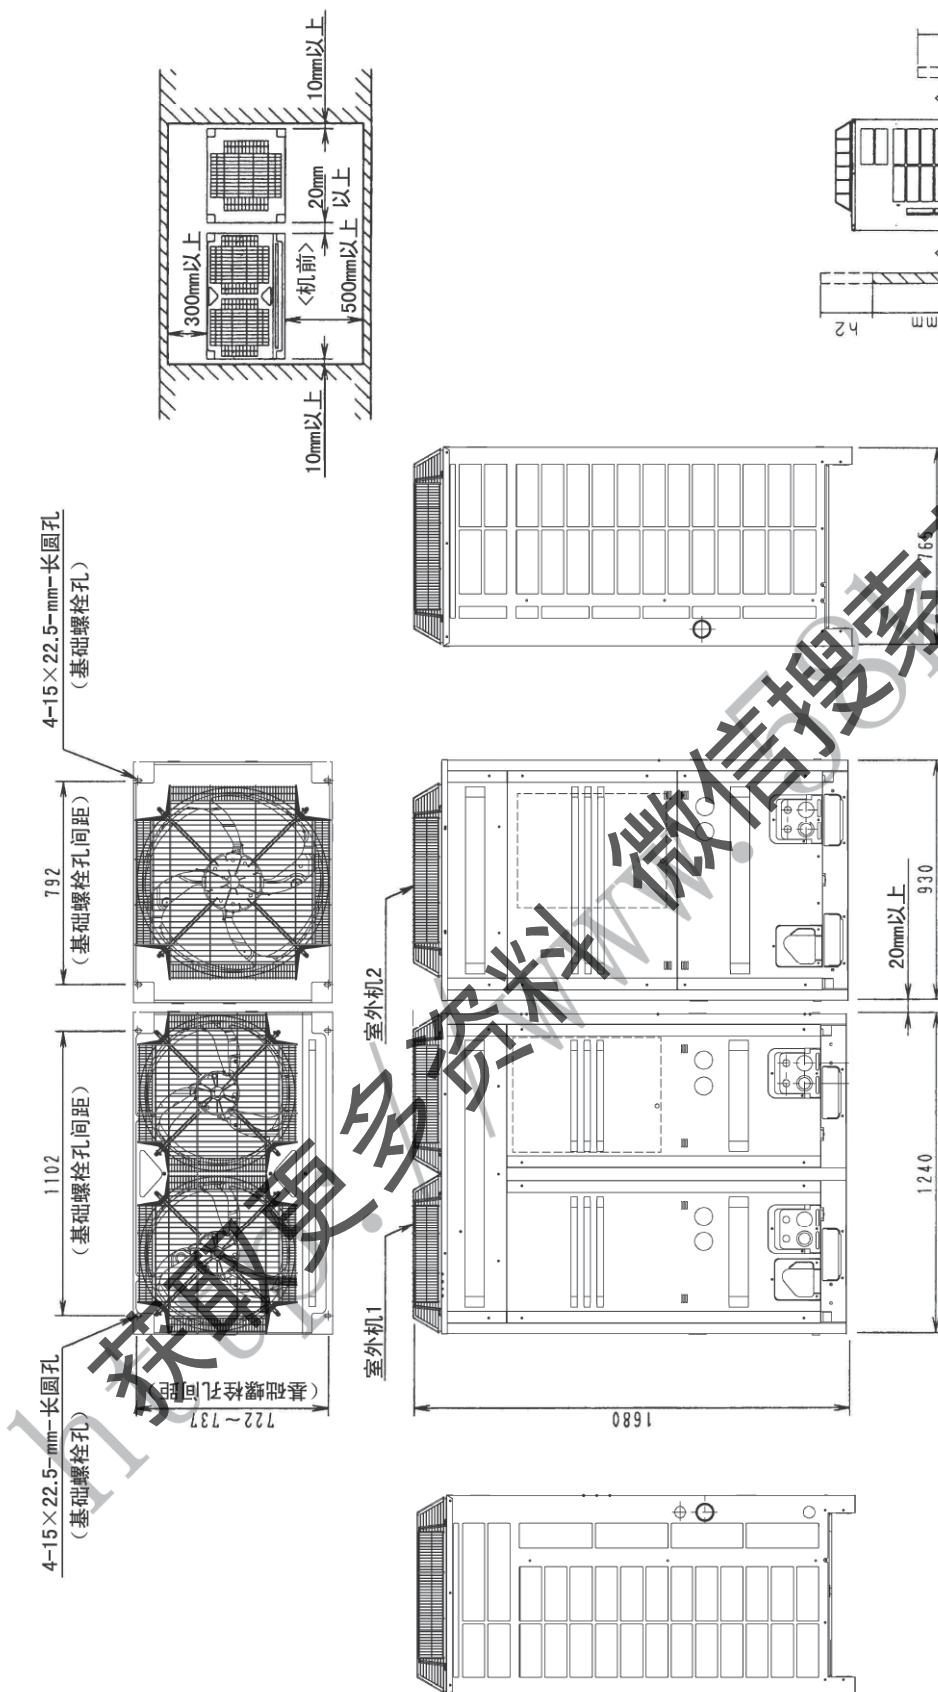 10mm以上
20mm
以上
300mm以上
<机前>
500mm以上
10mm以上
h2
4-15×22.5-mm-长圆孔
(基础螺栓孔)
792
(基础螺栓孔间距)
1102
(基础螺栓孔间距)
4-15×22.5-mm-长圆孔
(基础螺栓孔)
722~737
(基础螺栓孔间距)
室外机2
室外机1
765
930
20mm以上
1240
1680
获取更多资料 微信搜索
http://www.